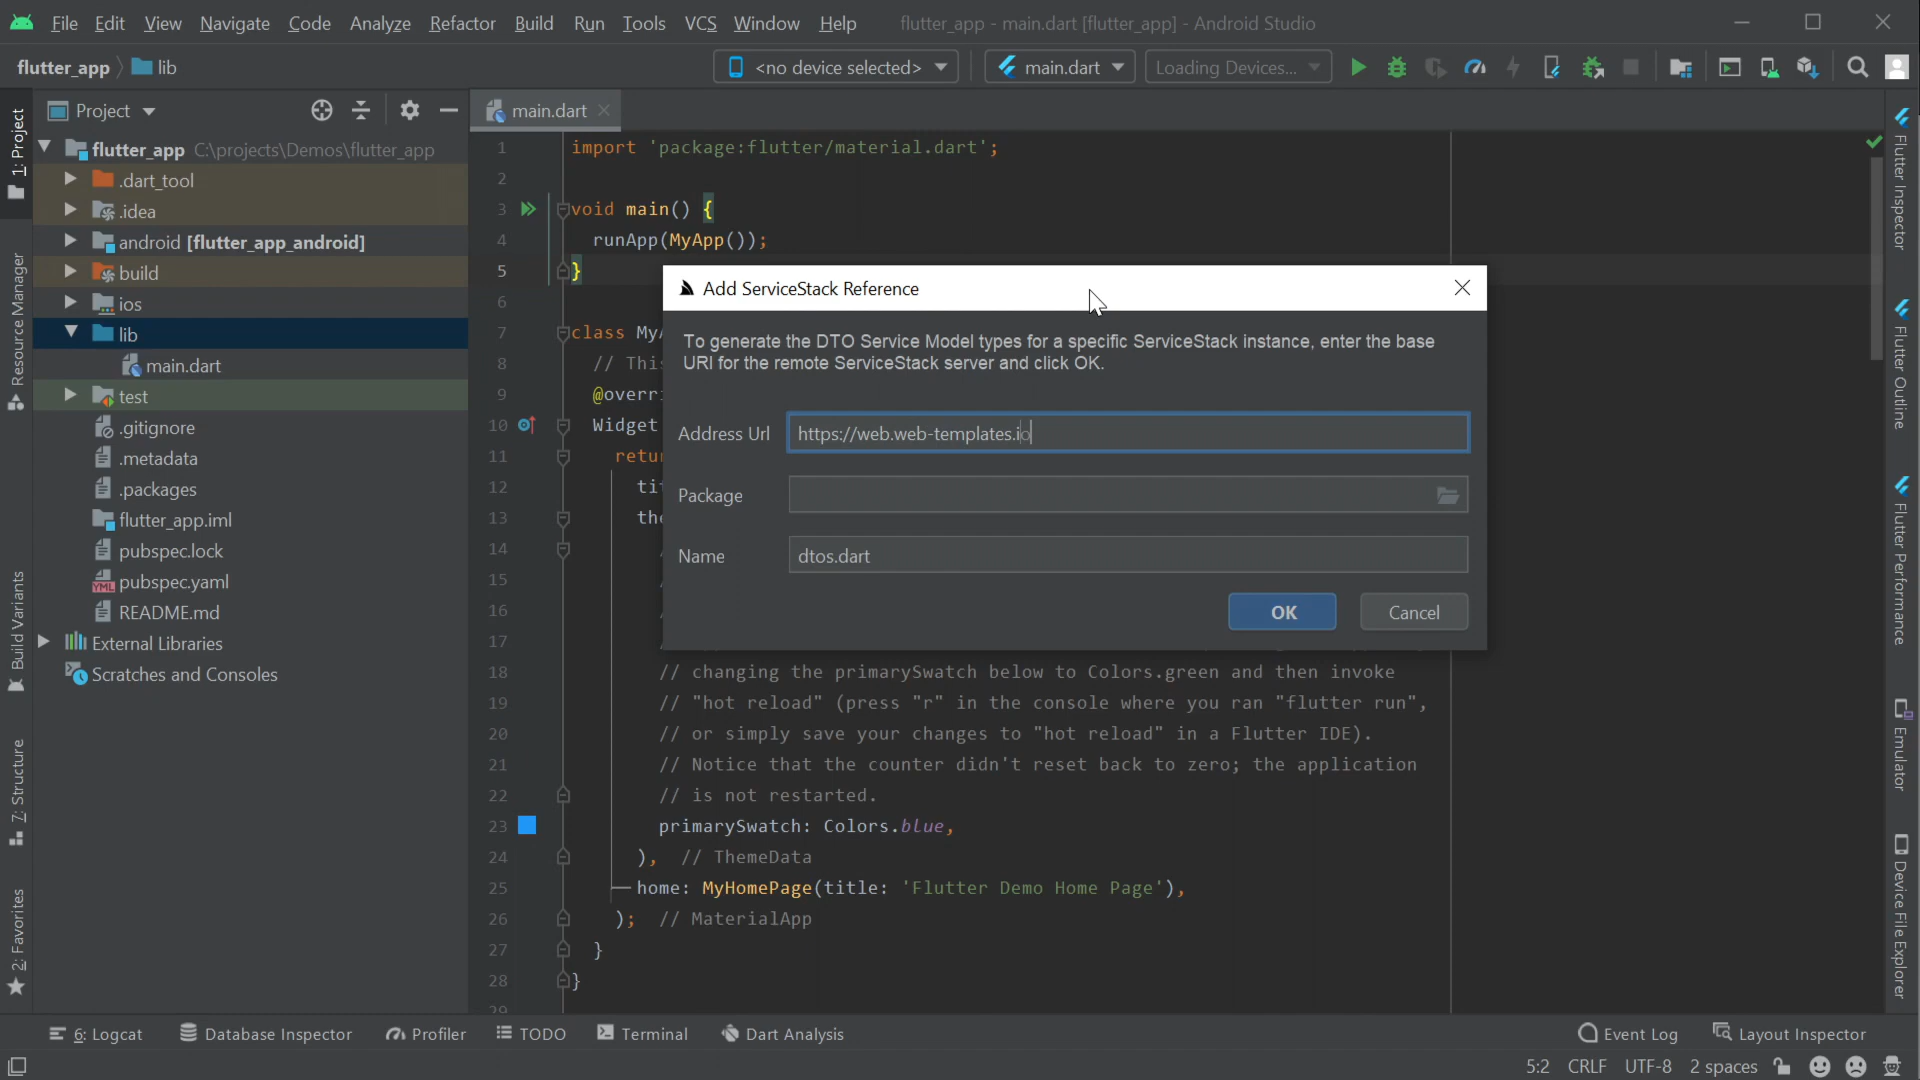 File Edit View Navigate Code Analyze Refactor Build Run Tools VCS Window Help flutter_app - main.dart [flutter_app] - Android Studio
flutter_app lib <no device selected> main.dart Loading Devices...
Project
main.dart
1: Project
Resource Manager
Build Variants
7: Structure
2: Favorites
flutter_app C:\projects\Demos\flutter_app
.dart_tool
.idea
android [flutter_app_android]
build
ios
lib
main.dart
test
.gitignore
.metadata
.packages
flutter_app.iml
pubspec.lock
pubspec.yaml
README.md
External Libraries
Scratches and Consoles
1 import 'package:flutter/material.dart';
2
3 void main() {
4 runApp(MyApp());
5 }
6
7 class My
8 // Thi
9 @overr
10 Widget
11 retu
12 ti
13 the
14
15
16
17
18 // changing the primarySwatch below to Colors.green and then invoke
19 // "hot reload" (press "r" in the console where you ran "flutter run",
20 // or simply save your changes to "hot reload" in a Flutter IDE).
21 // Notice that the counter didn't reset back to zero; the application
22 // is not restarted.
23 primarySwatch: Colors.blue,
24 ), // ThemeData
25 home: MyHomePage(title: 'Flutter Demo Home Page'),
26 ); // MaterialApp
27 }
28 }
29
Add ServiceStack Reference
To generate the DTO Service Model types for a specific ServiceStack instance, enter the base
URI for the remote ServiceStack server and click OK.
Address Url https://web.web-templates.io
Package
Name dtos.dart
OK Cancel
Flutter Inspector
Flutter Outline
Flutter Performance
Emulator
Device File Explorer
6: Logcat Database Inspector Profiler TODO Terminal Dart Analysis Event Log Layout Inspector
5:2 CRLF UTF-8 2 spaces